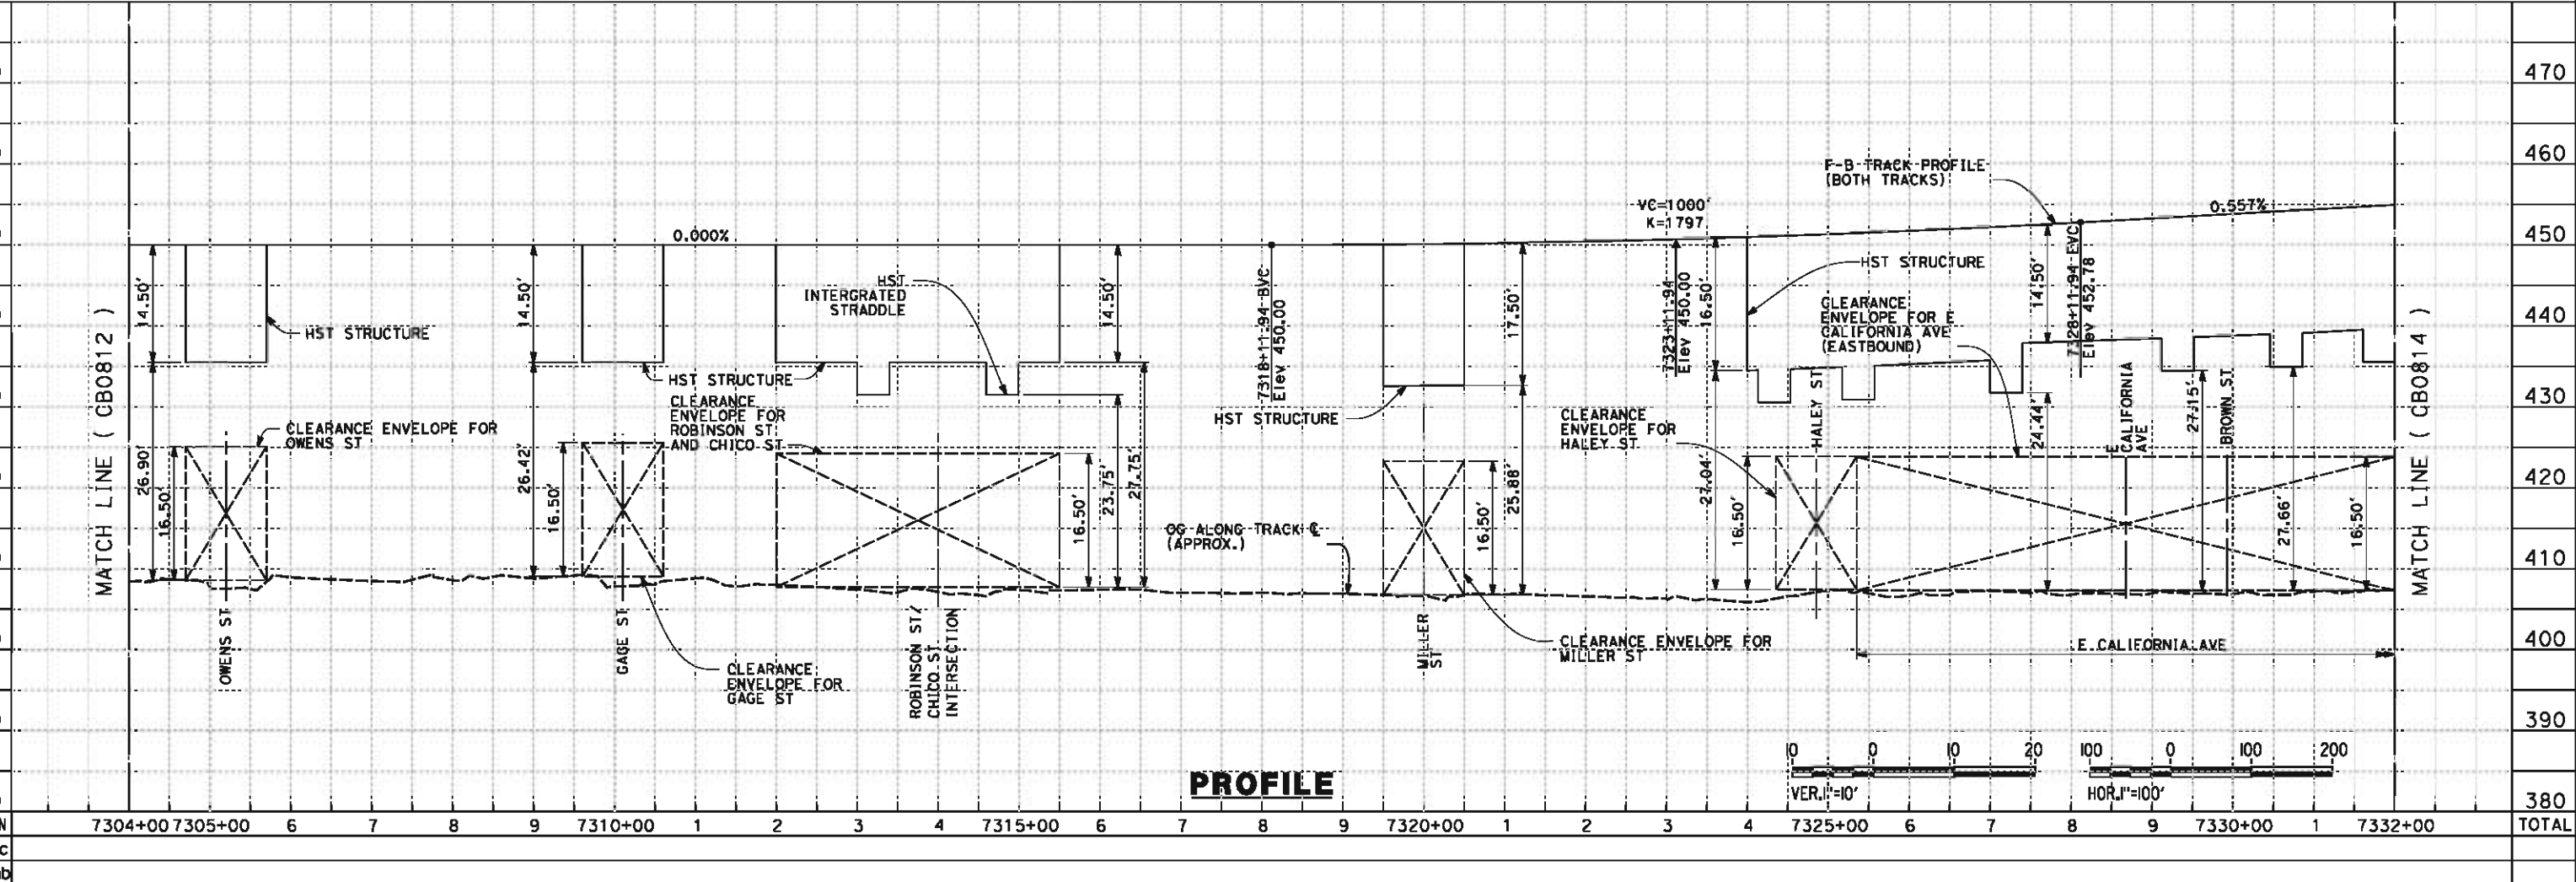 470
460
450
440
430
420
410
400
390
380
TOTAL
MATCH LINE ( CB0812 )
14.50'
26.90'
16.50'
HST STRUCTURE
CLEARANCE ENVELOPE FOR
OWENS ST
OWENS ST
14.50'
26.42'
16.50'
0.000%
HST STRUCTURE
CLEARANCE
ENVELOPE FOR
ROBINSON ST
AND CHICO ST
GAGE ST
CLEARANCE
ENVELOPE FOR
GAGE ST
HST
INTERGRATED
STRADDLE
ROBINSON ST/
CHICO ST
INTERSECTION
14.50'
16.50'
23.75'
27.75'
7318+11.94 BVC
Elev 450.00
HST STRUCTURE
OG ALONG TRACK ℄
(APPROX.)
MILLER
ST
17.50'
16.50'
25.88'
CLEARANCE ENVELOPE FOR
MILLER ST
VC=1000'
K=1797
7323+11.94
Elev 450.00
16.50'
27.04'
16.50'
CLEARANCE
ENVELOPE FOR
HALEY ST
HALEY ST
F-B TRACK PROFILE
(BOTH TRACKS)
HST STRUCTURE
CLEARANCE
ENVELOPE FOR E
CALIFORNIA AVE
(EASTBOUND)
14.50'
24.44'
7328+11.94 EVC
Elev 452.78
0.557%
E
CALIFORNIA
AVE
27.15'
BROWN ST
27.66'
16.50'
E CALIFORNIA AVE
MATCH LINE ( CB0814 )
PROFILE
10 0 10 20
VER.1"=10'
100 0 100 200
HOR.1"=100'
7304+00 7305+00 6 7 8 9 7310+00 1 2 3 4 7315+00 6 7 8 9 7320+00 1 2 3 4 7325+00 6 7 8 9 7330+00 1 7332+00